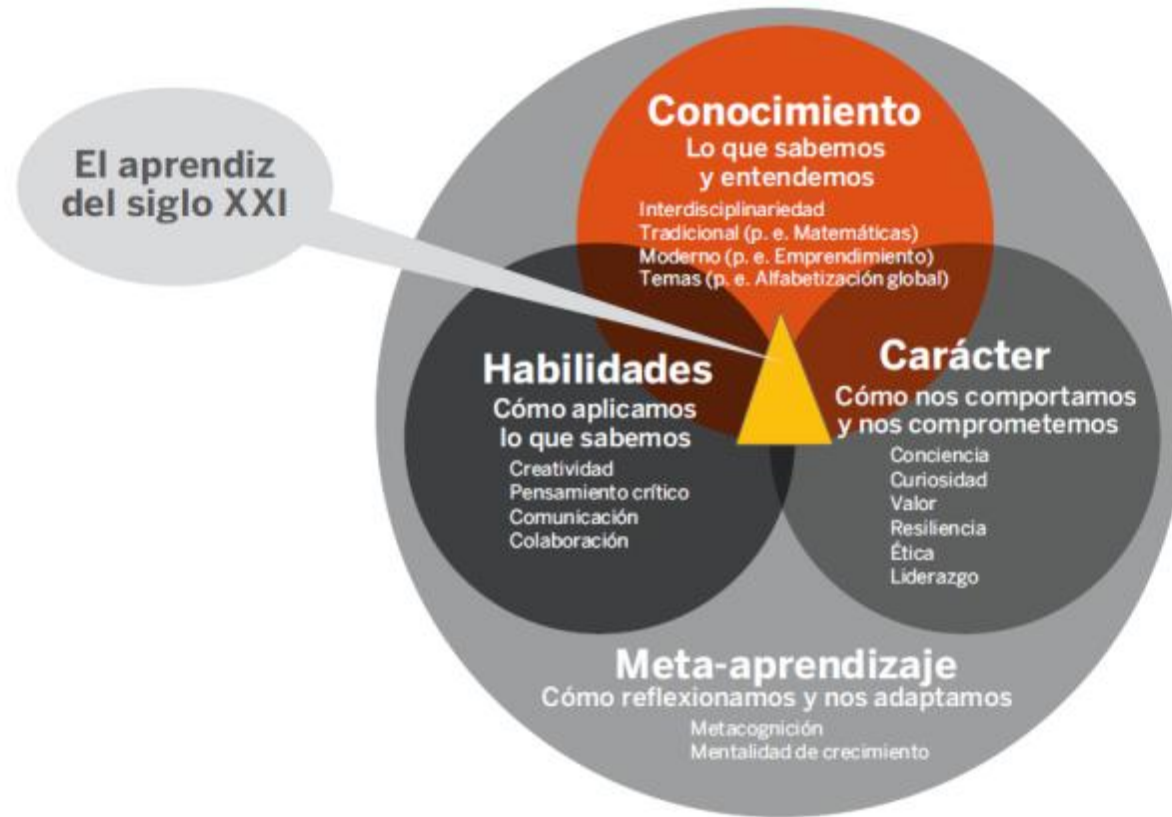 El aprendiz
del siglo XXI
Conocimiento
Lo que sabemos
y entendemos
Interdisciplinariedad
Tradicional (p. e. Matemáticas)
Moderno (p. e. Emprendimiento)
Temas (p. e. Alfabetización global)
Habilidades
Cómo aplicamos
lo que sabemos
Creatividad
Pensamiento crítico
Comunicación
Colaboración
Carácter
Cómo nos comportamos
y nos comprometemos
Conciencia
Curiosidad
Valor
Resiliencia
Ética
Liderazgo
Meta-aprendizaje
Cómo reflexionamos y nos adaptamos
Metacognición
Mentalidad de crecimiento